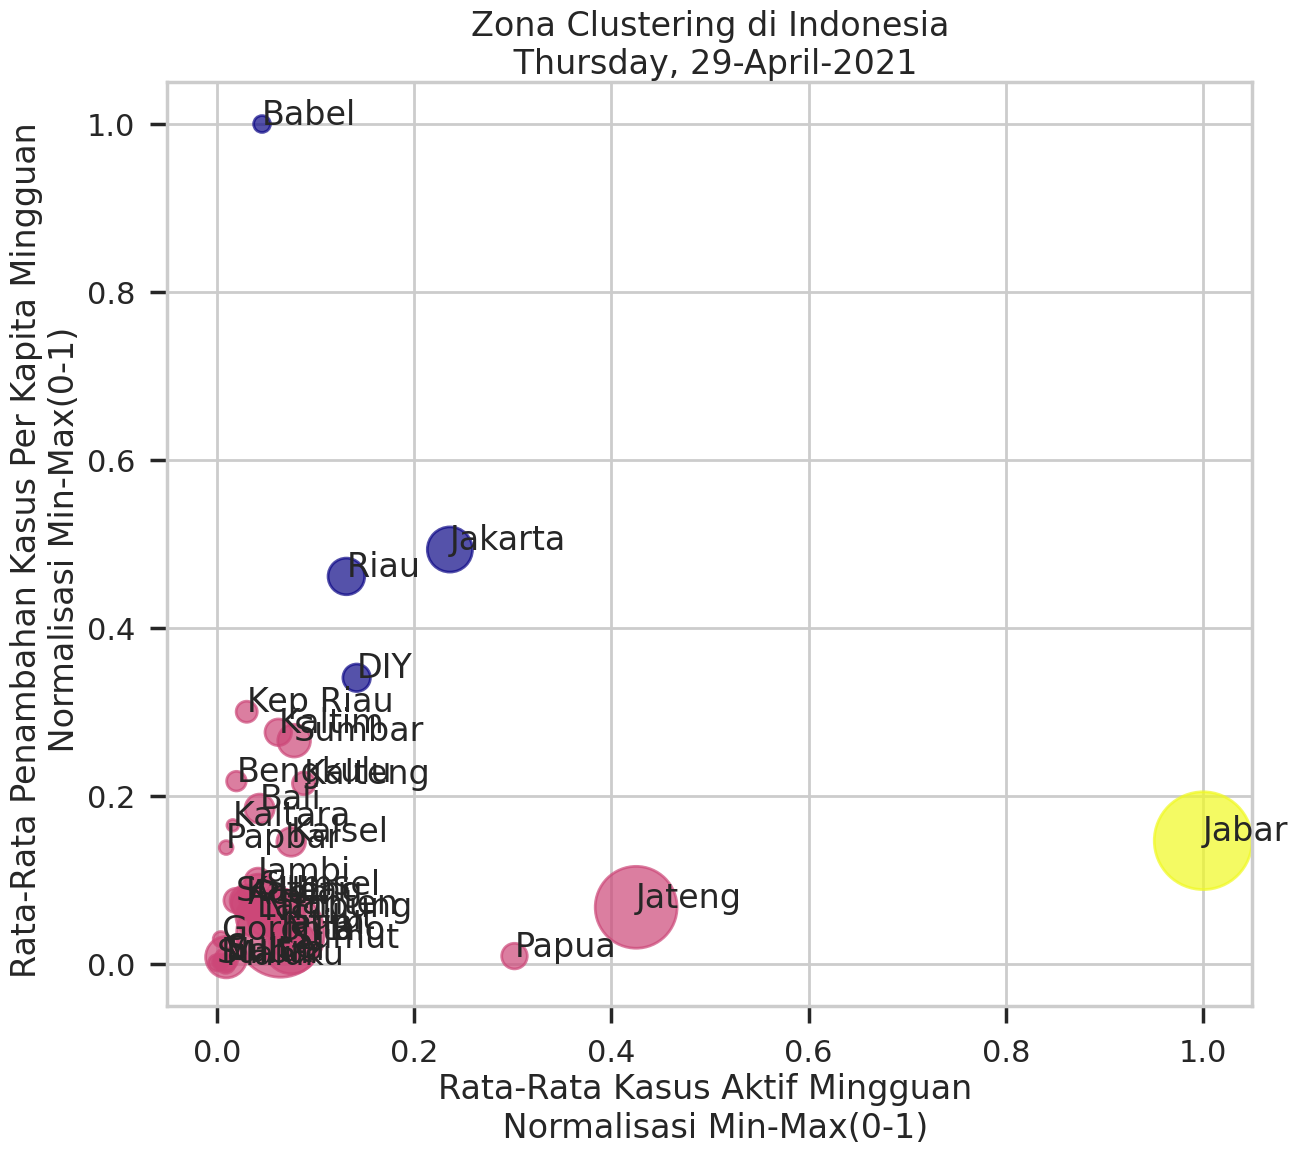 Zona Clustering di Indonesia
Thursday, 29-April-2021
Rata-Rata Penambahan Kasus Per Kapita Mingguan
Normalisasi Min-Max(0-1)
1.0
0.8
0.6
0.4
0.2
0.0
Babel
Jakarta
Riau
DIY
Kep Riau
Kaltim
Sumbar
Bengkulu
Kalteng
Bali
Kaltara
Kalsel
Papbar
Jabar
Jambi
Jateng
Lampung
Papua
Maluku
0.0
0.2
0.4
0.6
0.8
1.0
Rata-Rata Kasus Aktif Mingguan
Normalisasi Min-Max(0-1)